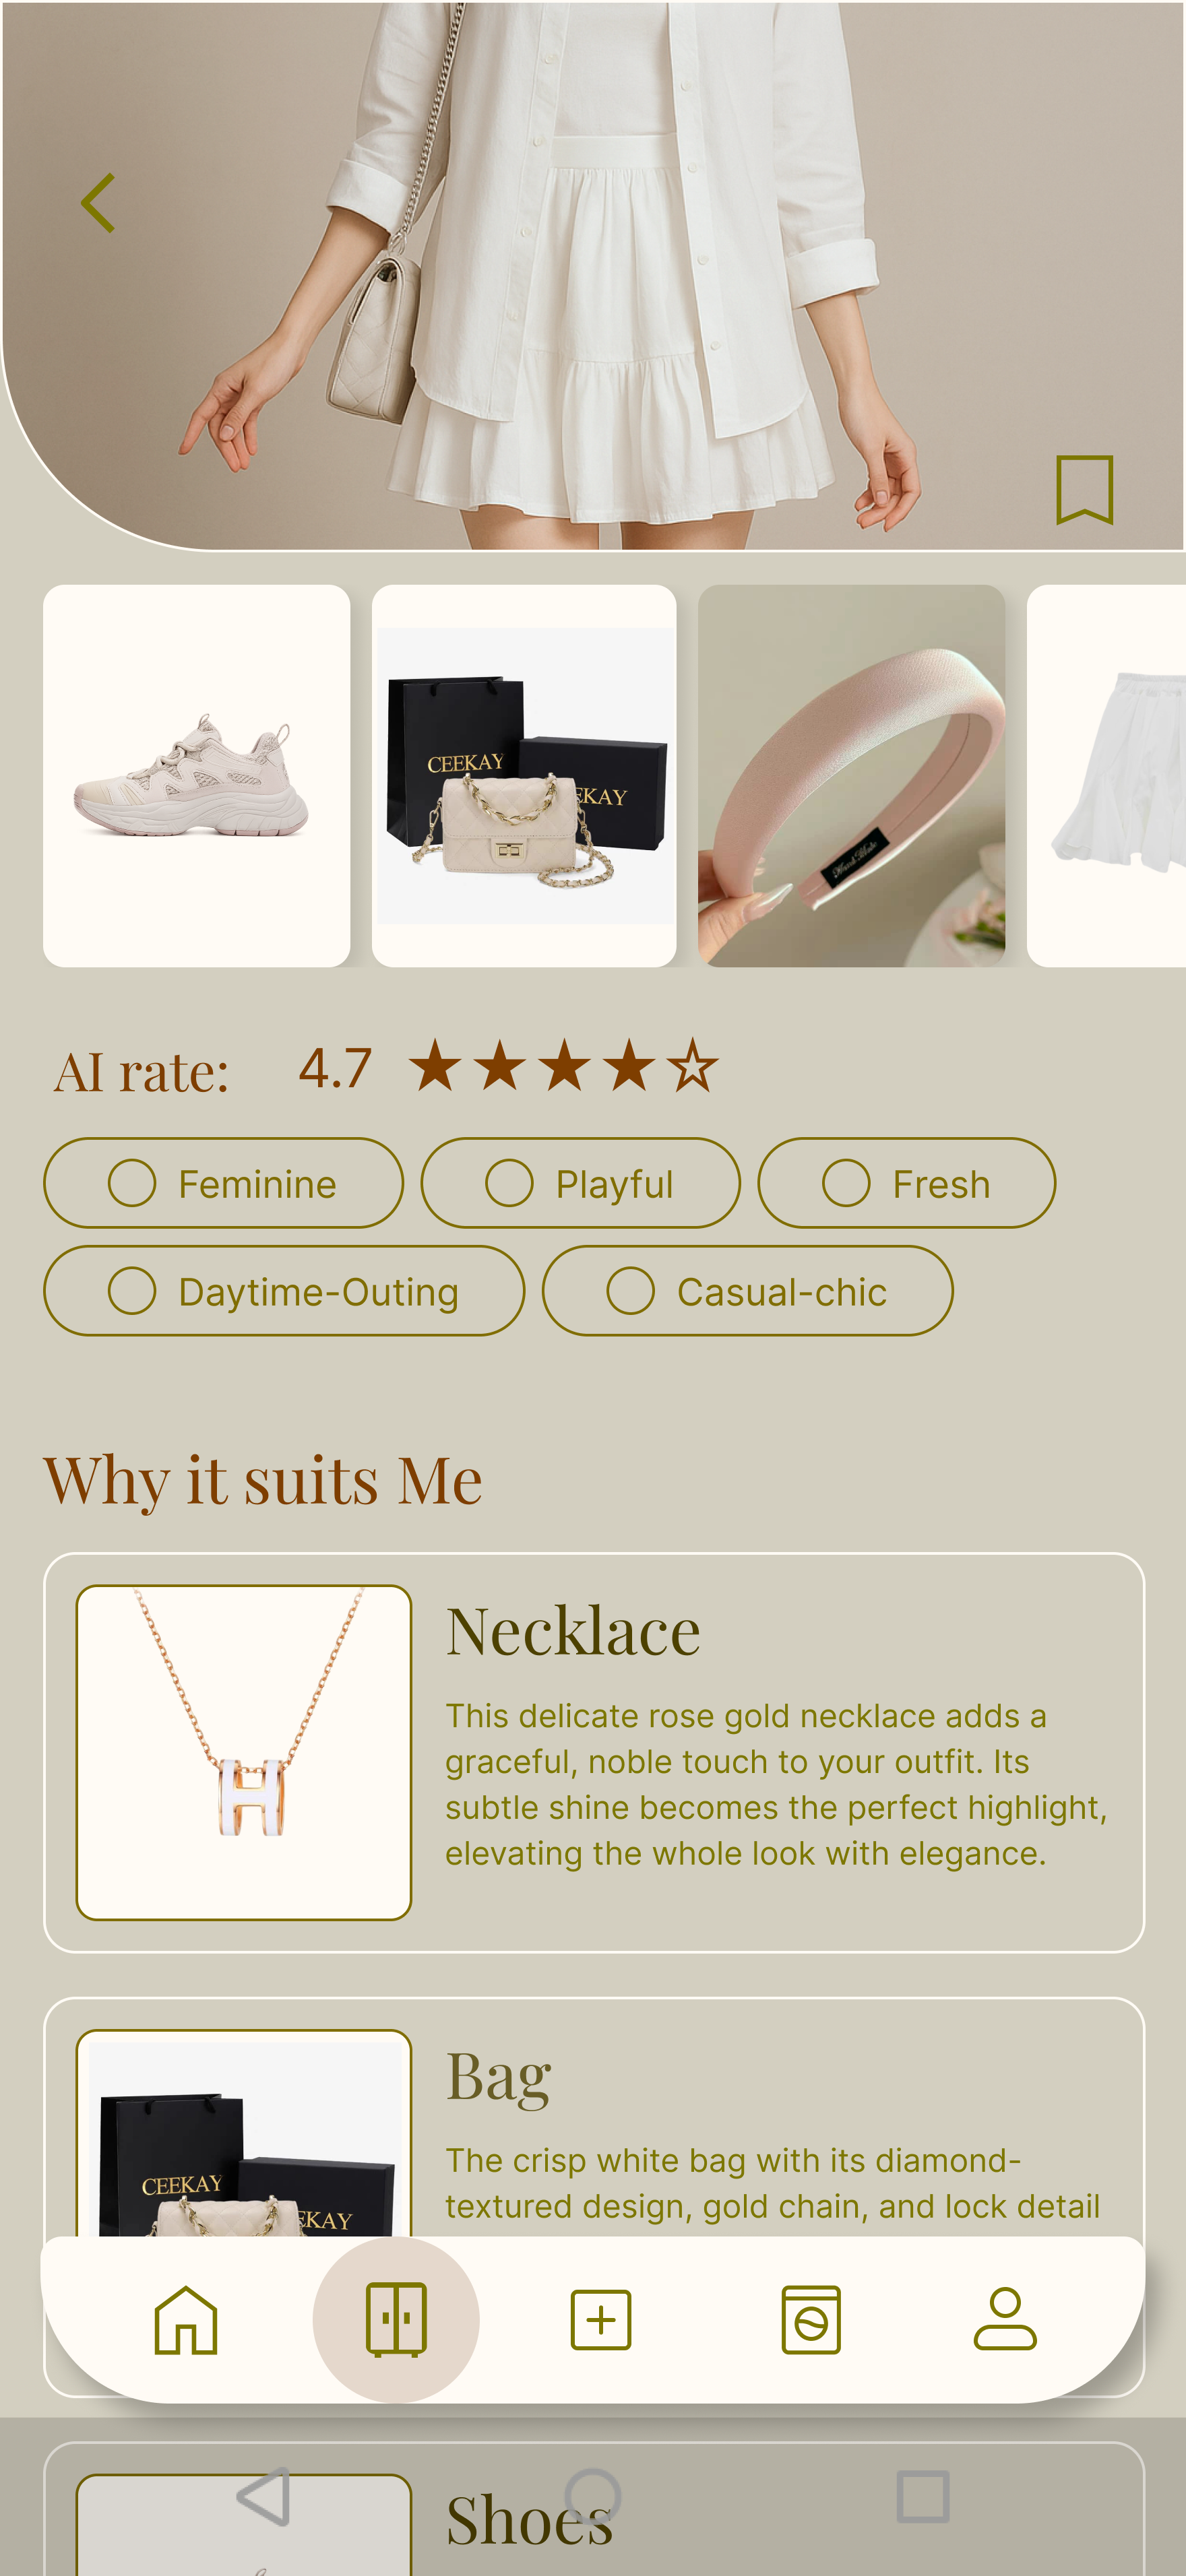 CEEKAY
EKAY
AI rate: 4.7
Feminine Playful Fresh
Daytime-Outing Casual-chic
Why it suits Me
Necklace
This delicate rose gold necklace adds a
graceful, noble touch to your outfit. Its
subtle shine becomes the perfect highlight,
elevating the whole look with elegance.
Bag
The crisp white bag with its diamond-
textured design, gold chain, and lock detail
CEEKAY
EKAY
Shoes